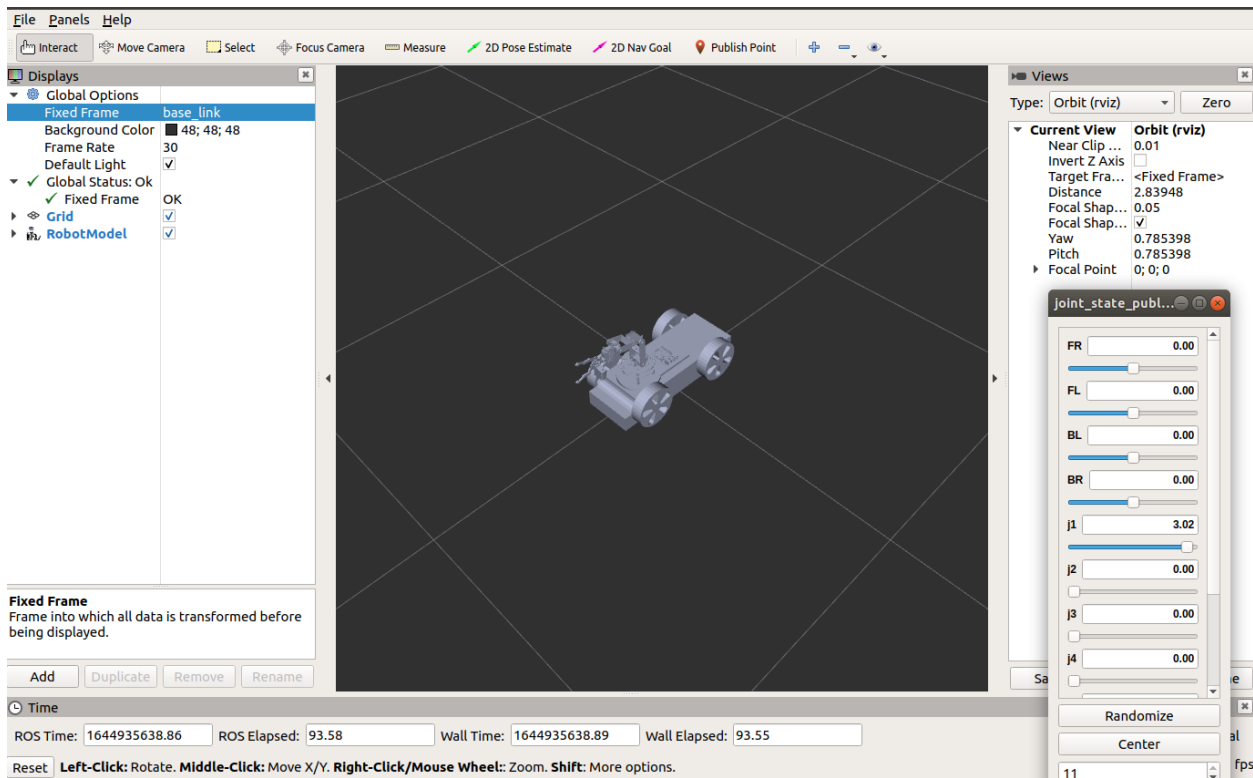 File Panels Help
Interact Move Camera Select Focus Camera Measure 2D Pose Estimate 2D Nav Goal Publish Point
Displays
Global Options
Fixed Frame base_link
Background Color 48; 48; 48
Frame Rate 30
Default Light
Global Status: Ok
Fixed Frame OK
Grid
RobotModel
Fixed Frame
Frame into which all data is transformed before
being displayed.
Add Duplicate Remove Rename
Views
Type: Orbit (rviz) Zero
Current View Orbit (rviz)
Near Clip ... 0.01
Invert Z Axis
Target Fra... <Fixed Frame>
Distance 2.83948
Focal Shap... 0.05
Focal Shap...
Yaw 0.785398
Pitch 0.785398
Focal Point 0; 0; 0
joint_state_publ...
FR 0.00
FL 0.00
BL 0.00
BR 0.00
j1 3.02
j2 0.00
j3 0.00
j4 0.00
Randomize
Center
11
Time
ROS Time: 1644935638.86 ROS Elapsed: 93.58 Wall Time: 1644935638.89 Wall Elapsed: 93.55
Reset Left-Click: Rotate. Middle-Click: Move X/Y. Right-Click/Mouse Wheel:: Zoom. Shift: More options.
fps